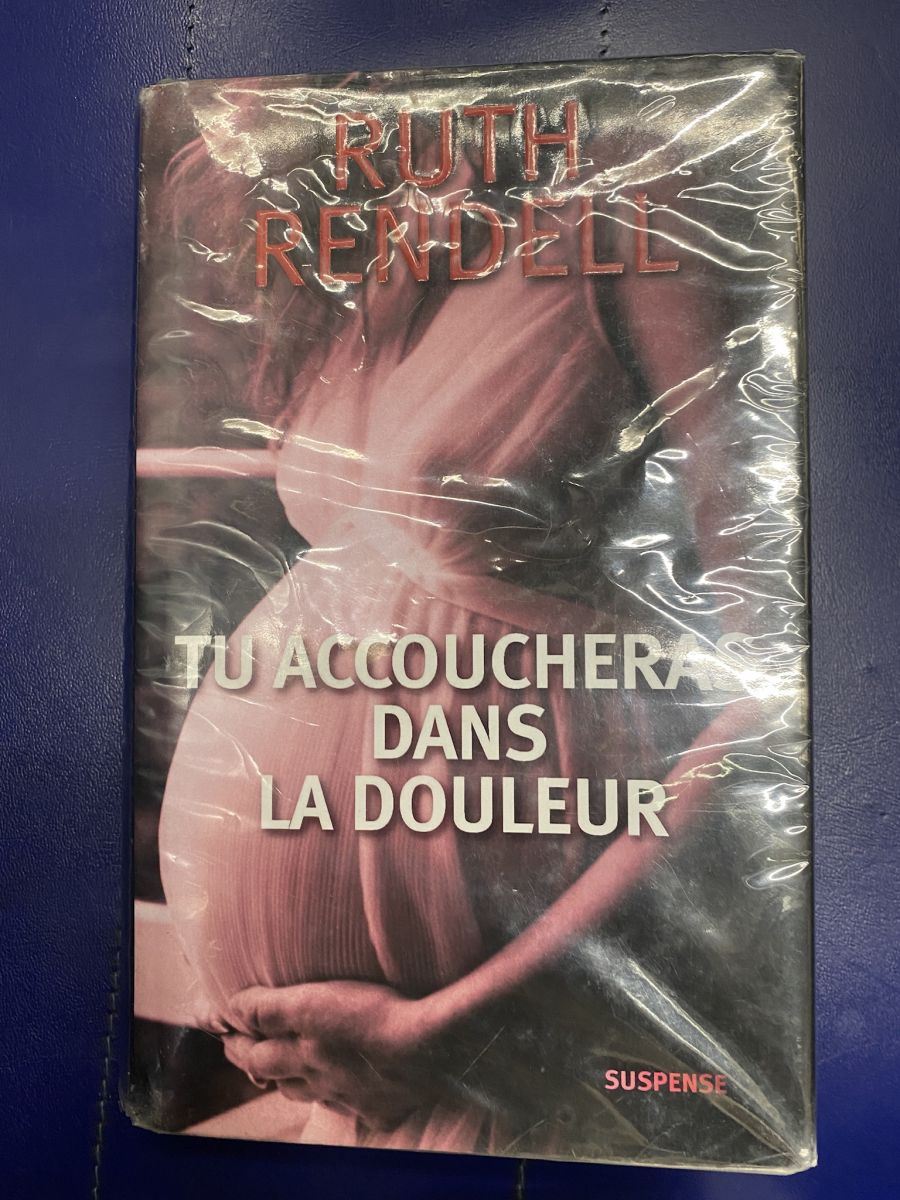 RUTH
RENDELL
TU ACCOUCHERAS
DANS
LA DOULEUR
SUSPENSE